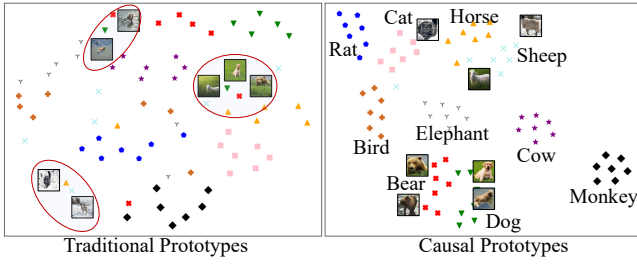 Cat
Horse
Rat
Sheep
Bird
Elephant
Cow
Bear
Monkey
Dog
Traditional Prototypes
Causal Prototypes